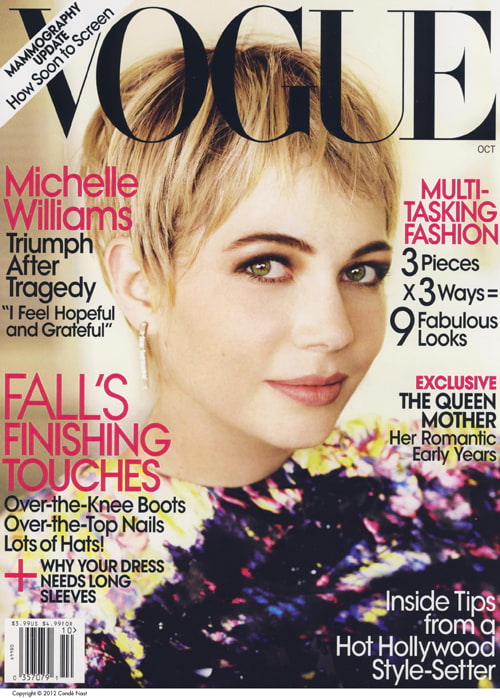 MAMMOGRAPHY
UPDATE
How Soon to Screen
VOGUE
OCT
Michelle
Williams
Triumph
After
Tragedy
"I Feel Hopeful
and Grateful"
MULTI-
TASKING
FASHION
3 Pieces
x 3 Ways =
9 Fabulous
Looks
EXCLUSIVE
THE QUEEN
MOTHER
Her Romantic
Early Years
FALL'S
FINISHING
TOUCHES
Over-the-Knee Boots
Over-the-Top Nails
Lots of Hats!
+ WHY YOUR DRESS
NEEDS LONG
SLEEVES
Inside Tips
from a
Hot Hollywood
Style-Setter
$3.99US $4.99FOR
10>
0 357079 1
Copyright © 2012 Condé Nast